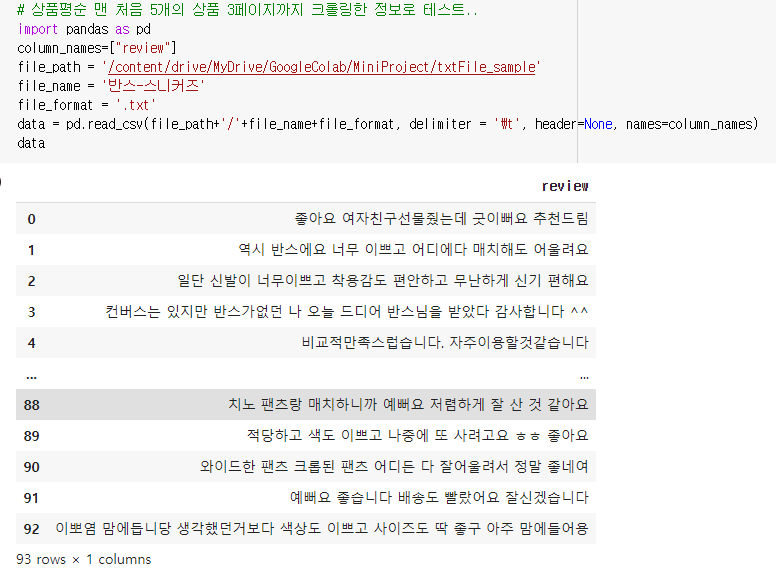 # 상품평순 맨 처음 5개의 상품 3페이지까지 크롤링한 정보로 테스트..
import pandas as pd
column_names=["review"]
file_path = '/content/drive/MyDrive/GoogleColab/MiniProject/txtFile_sample'
file_name = '반스-스니커즈'
file_format = '.txt'
data = pd.read_csv(file_path+'/'+file_name+file_format, delimiter = '₩t', header=None, names=column_names)
data
review
0 좋아요 여자친구선물줬는데 굿이뻐요 추천드림
1 역시 반스에요 너무 이쁘고 어디에다 매치해도 어울려요
2 일단 신발이 너무이쁘고 착용감도 편안하고 무난하게 신기 편해요
3 컨버스는 있지만 반스가없던 나 오늘 드디어 반스님을 받았다 감사합니다 ^^
4 비교적만족스럽습니다. 자주이용할것같습니다
... ...
88 치노 팬츠랑 매치하니까 예뻐요 저렴하게 잘 산 것 같아요
89 적당하고 색도 이쁘고 나중에 또 사려고요 ㅎㅎ 좋아요
90 와이드한 팬츠 크롭된 팬츠 어디든 다 잘어울려서 정말 좋네여
91 예뻐요 좋습니다 배송도 빨랐어요 잘신겠습니다
92 이쁘염 맘에듭니당 생각했던거보다 색상도 이쁘고 사이즈도 딱 좋구 아주 맘에들어용
93 rows × 1 columns